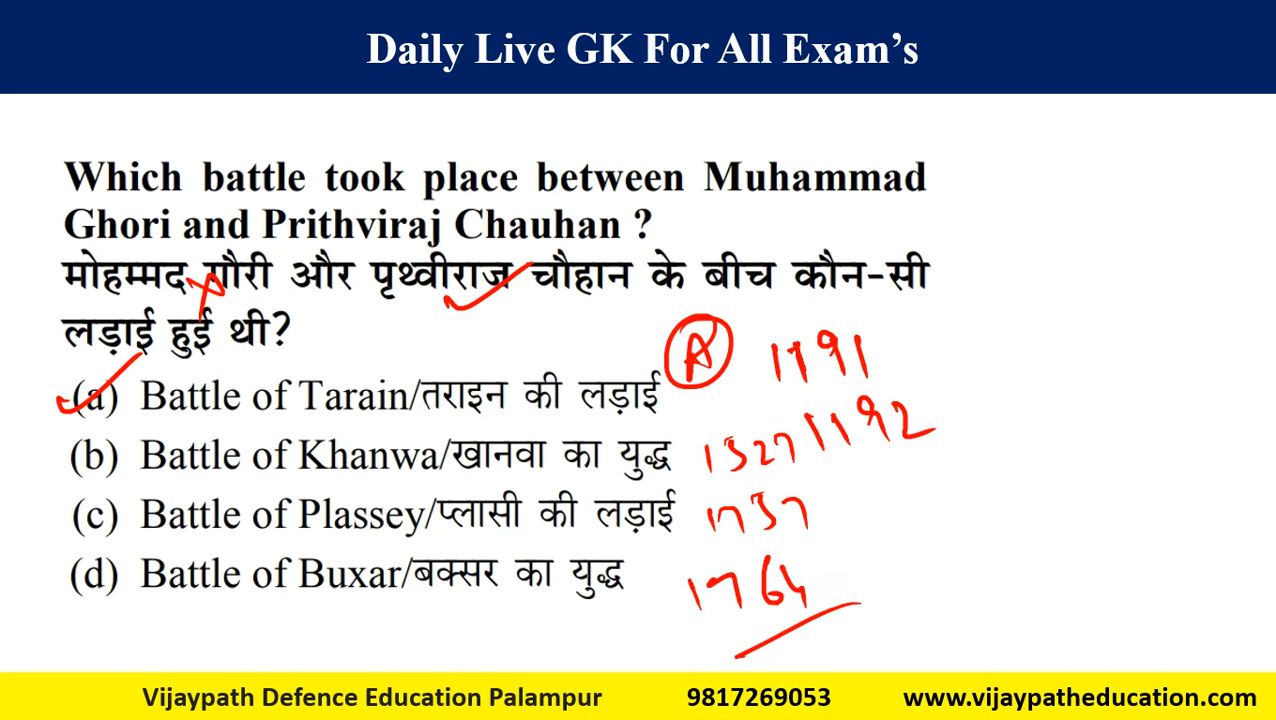 Daily Live GK For All Exam's
Which battle took place between Muhammad
Ghori and Prithviraj Chauhan ?
मोहम्मद गौरी और पृथ्वीराज चौहान के बीच कौन-सी
लड़ाई हुई थी?
A 1191
(a) Battle of Tarain/तराइन की लड़ाई
1192
(b) Battle of Khanwa/खानवा का युद्ध 1527
(c) Battle of Plassey/प्लासी की लड़ाई 1757
(d) Battle of Buxar/बक्सर का युद्ध 1764
Vijaypath Defence Education Palampur 9817269053 www.vijaypatheducation.com